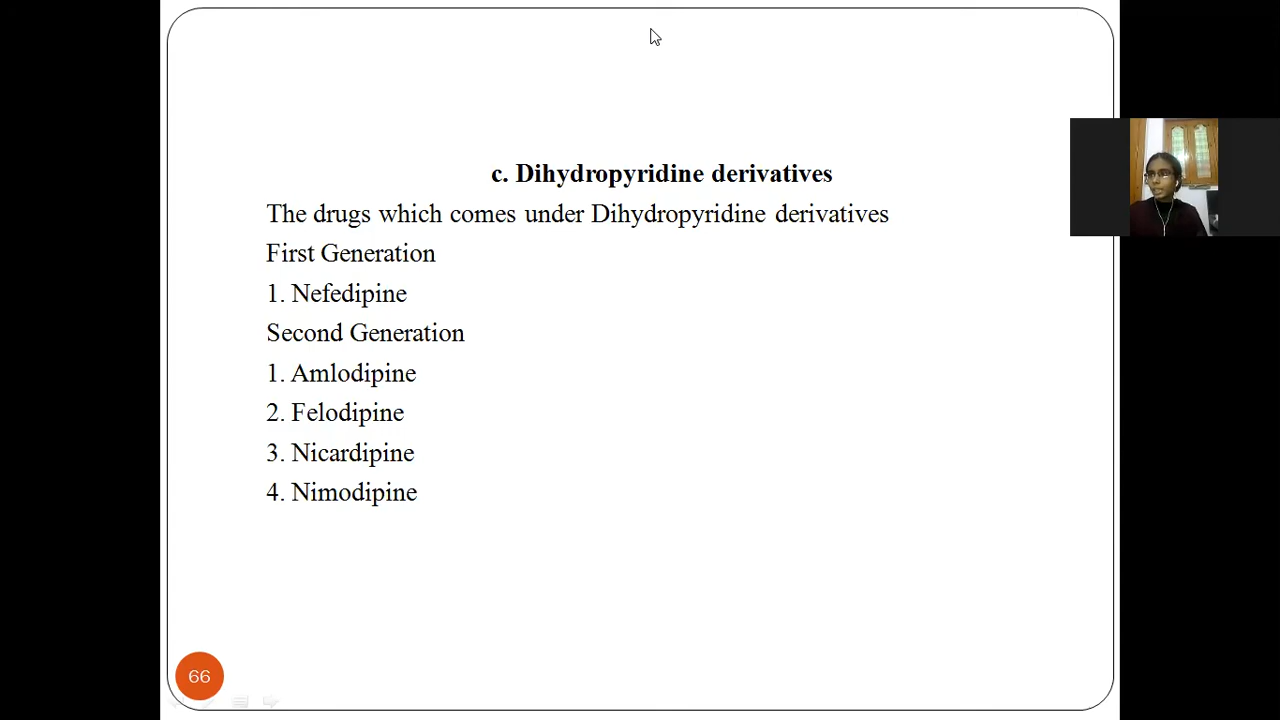 c. Dihydropyridine derivatives
The drugs which comes under Dihydropyridine derivatives
First Generation
1. Nefedipine
Second Generation
1. Amlodipine
2. Felodipine
3. Nicardipine
4. Nimodipine
66